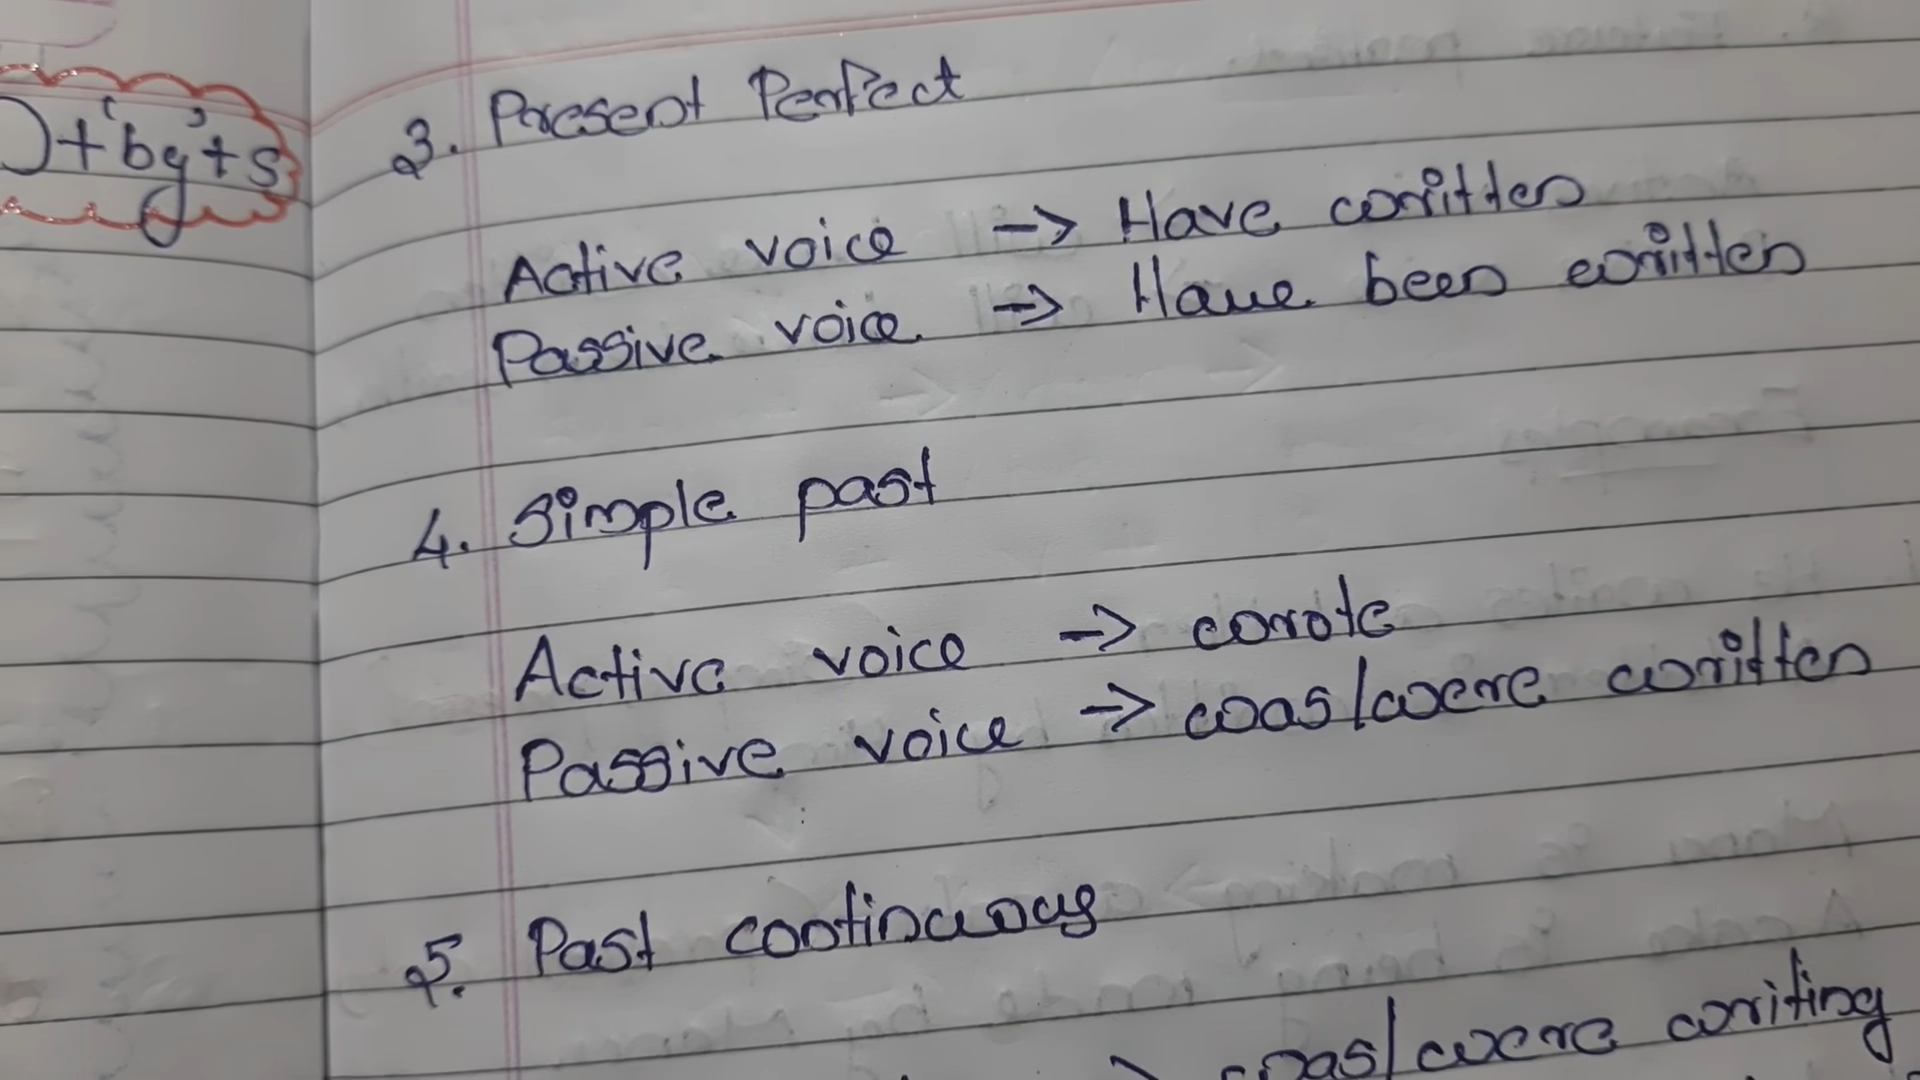 )+'by'+s
3. Present Perfect
Active voice -> Have written
Passive voice -> Have been written
4. Simple past
Active voice -> wrote
Passive voice -> was/were written
5. Past continuous
was/were writing